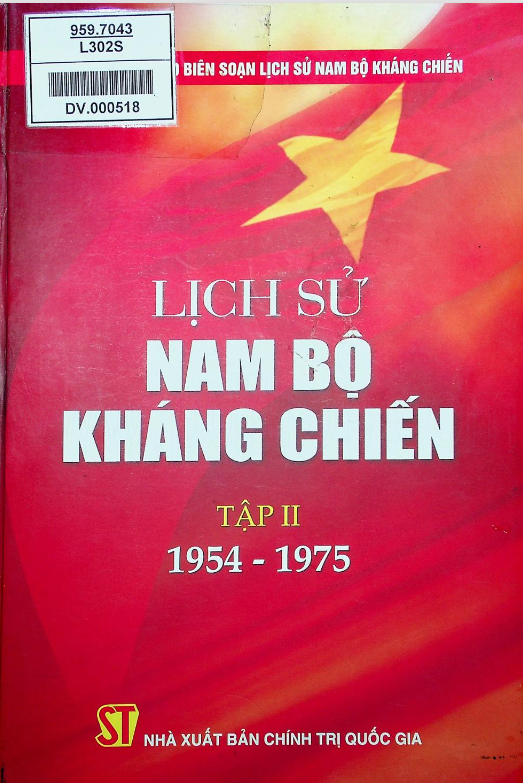 959.7043
L302S
DV.000518
BIÊN SOẠN LỊCH SỬ NAM BỘ KHÁNG CHIẾN
LỊCH SỬ
NAM BỘ
KHÁNG CHIẾN
TẬP II
1954 - 1975
ST NHÀ XUẤT BẢN CHÍNH TRỊ QUỐC GIA